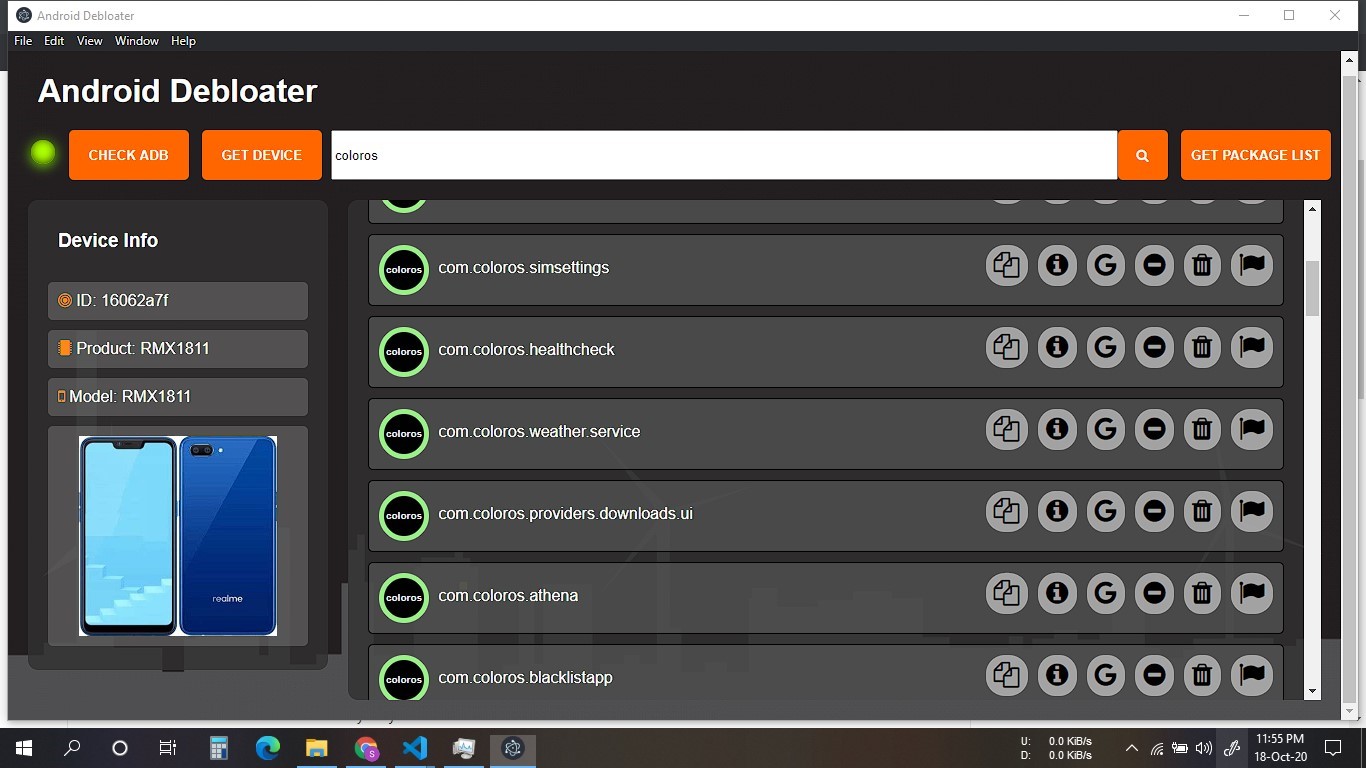 Android Debloater
File Edit View Window Help
Android Debloater
CHECK ADB
GET DEVICE
coloros
GET PACKAGE LIST
Device Info
ID: 16062a7f
Product: RMX1811
Model: RMX1811
realme
coloros com.coloros.simsettings
coloros com.coloros.healthcheck
coloros com.coloros.weather.service
coloros com.coloros.providers.downloads.ui
coloros com.coloros.athena
coloros com.coloros.blacklistapp
U: 0.0 KiB/s
D: 0.0 KiB/s
11:55 PM
18-Oct-20